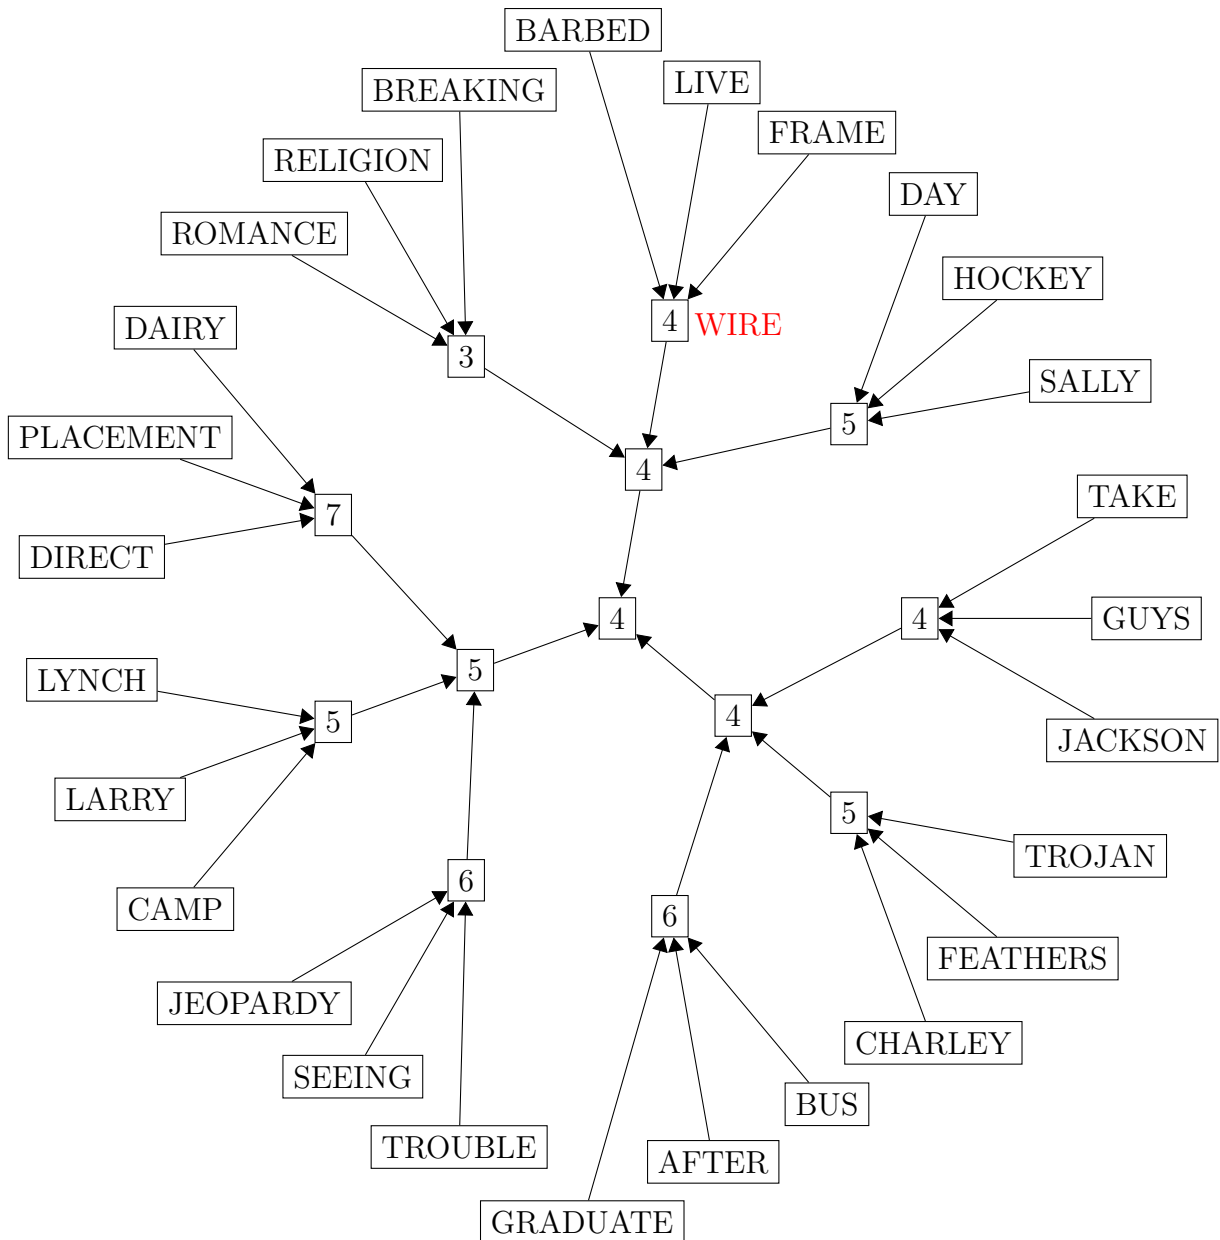 BARBED
LIVE
BREAKING
FRAME
RELIGION
DAY
ROMANCE
HOCKEY
DAIRY
4 WIRE
3
SALLY
5
PLACEMENT
4
TAKE
7
DIRECT
4
4
GUYS
5
LYNCH
4
5
JACKSON
LARRY
5
TROJAN
6
CAMP
6
FEATHERS
JEOPARDY
CHARLEY
SEEING
BUS
TROUBLE
AFTER
GRADUATE